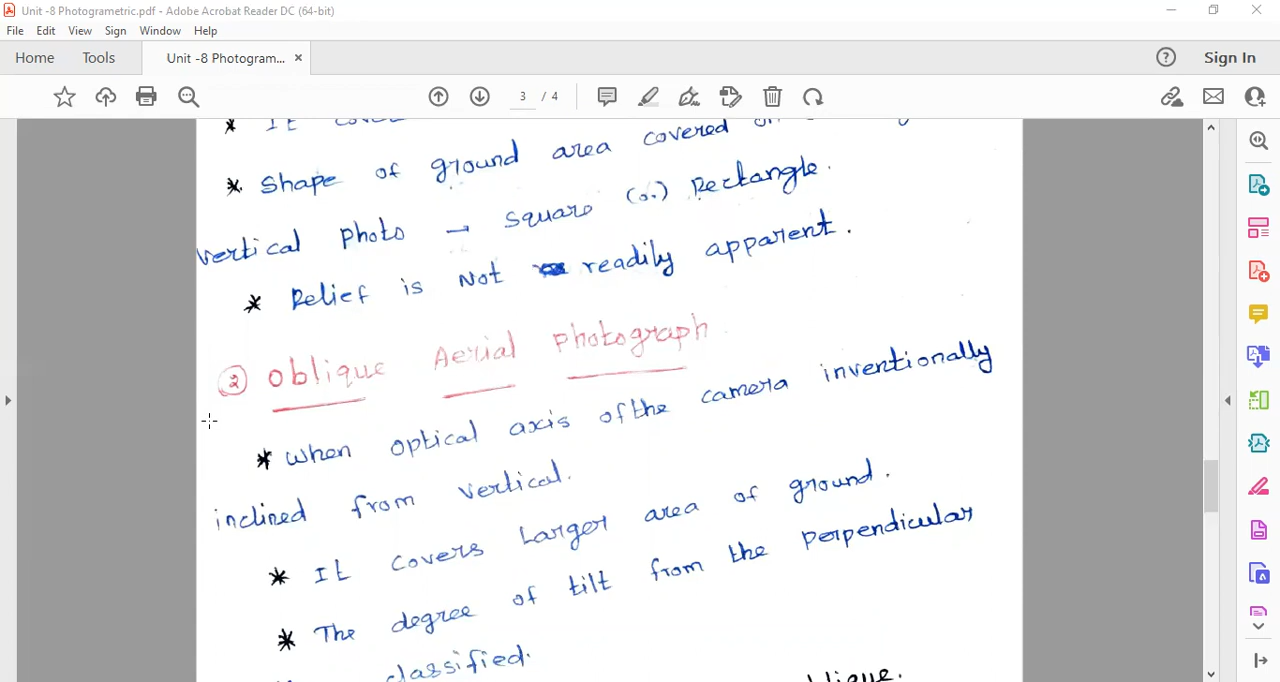 Unit -8 Photogrametric.pdf - Adobe Acrobat Reader DC (64-bit)
File Edit View Sign Window Help
Home Tools Unit -8 Photogram... ×
Sign In
3 / 4
* It
* Shape of ground area covered on
vertical photo - square (or) Rectangle.
* Relief is Not readily apparent.
② Oblique Aerial Photograph
* When optical axis of the camera inventionally
inclined from vertical.
* It covers Larger area of ground.
* The degree of tilt from the perpendicular
classified.